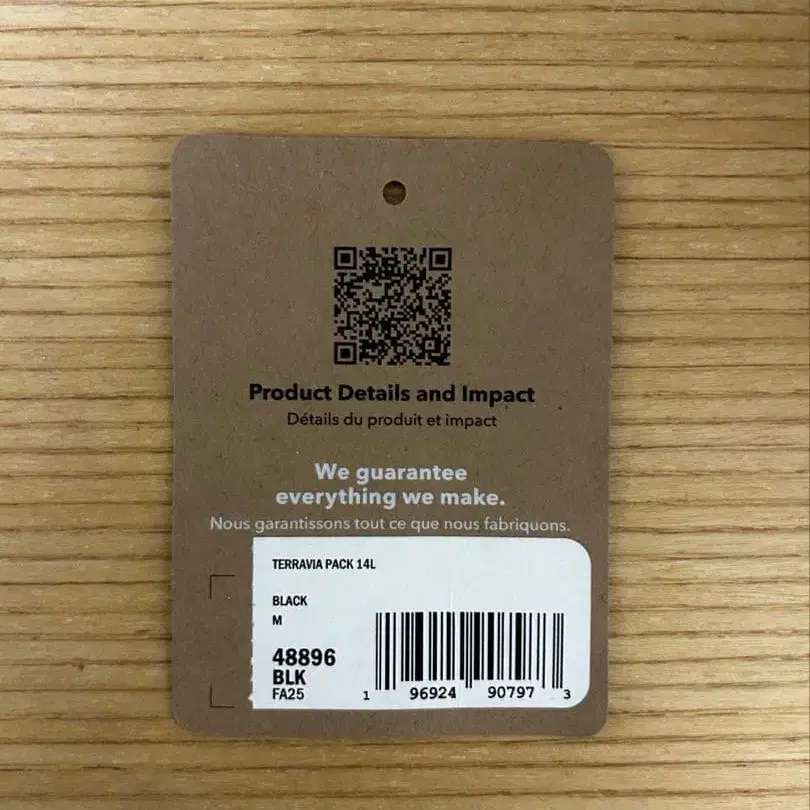 Product Details and Impact
Détails du produit et impact
We guarantee
everything we make.
Nous garantissons tout ce que nous fabriquons.
TERRAVIA PACK 14L
BLACK
M
48896
BLK
FA25
1 96924 90797 3